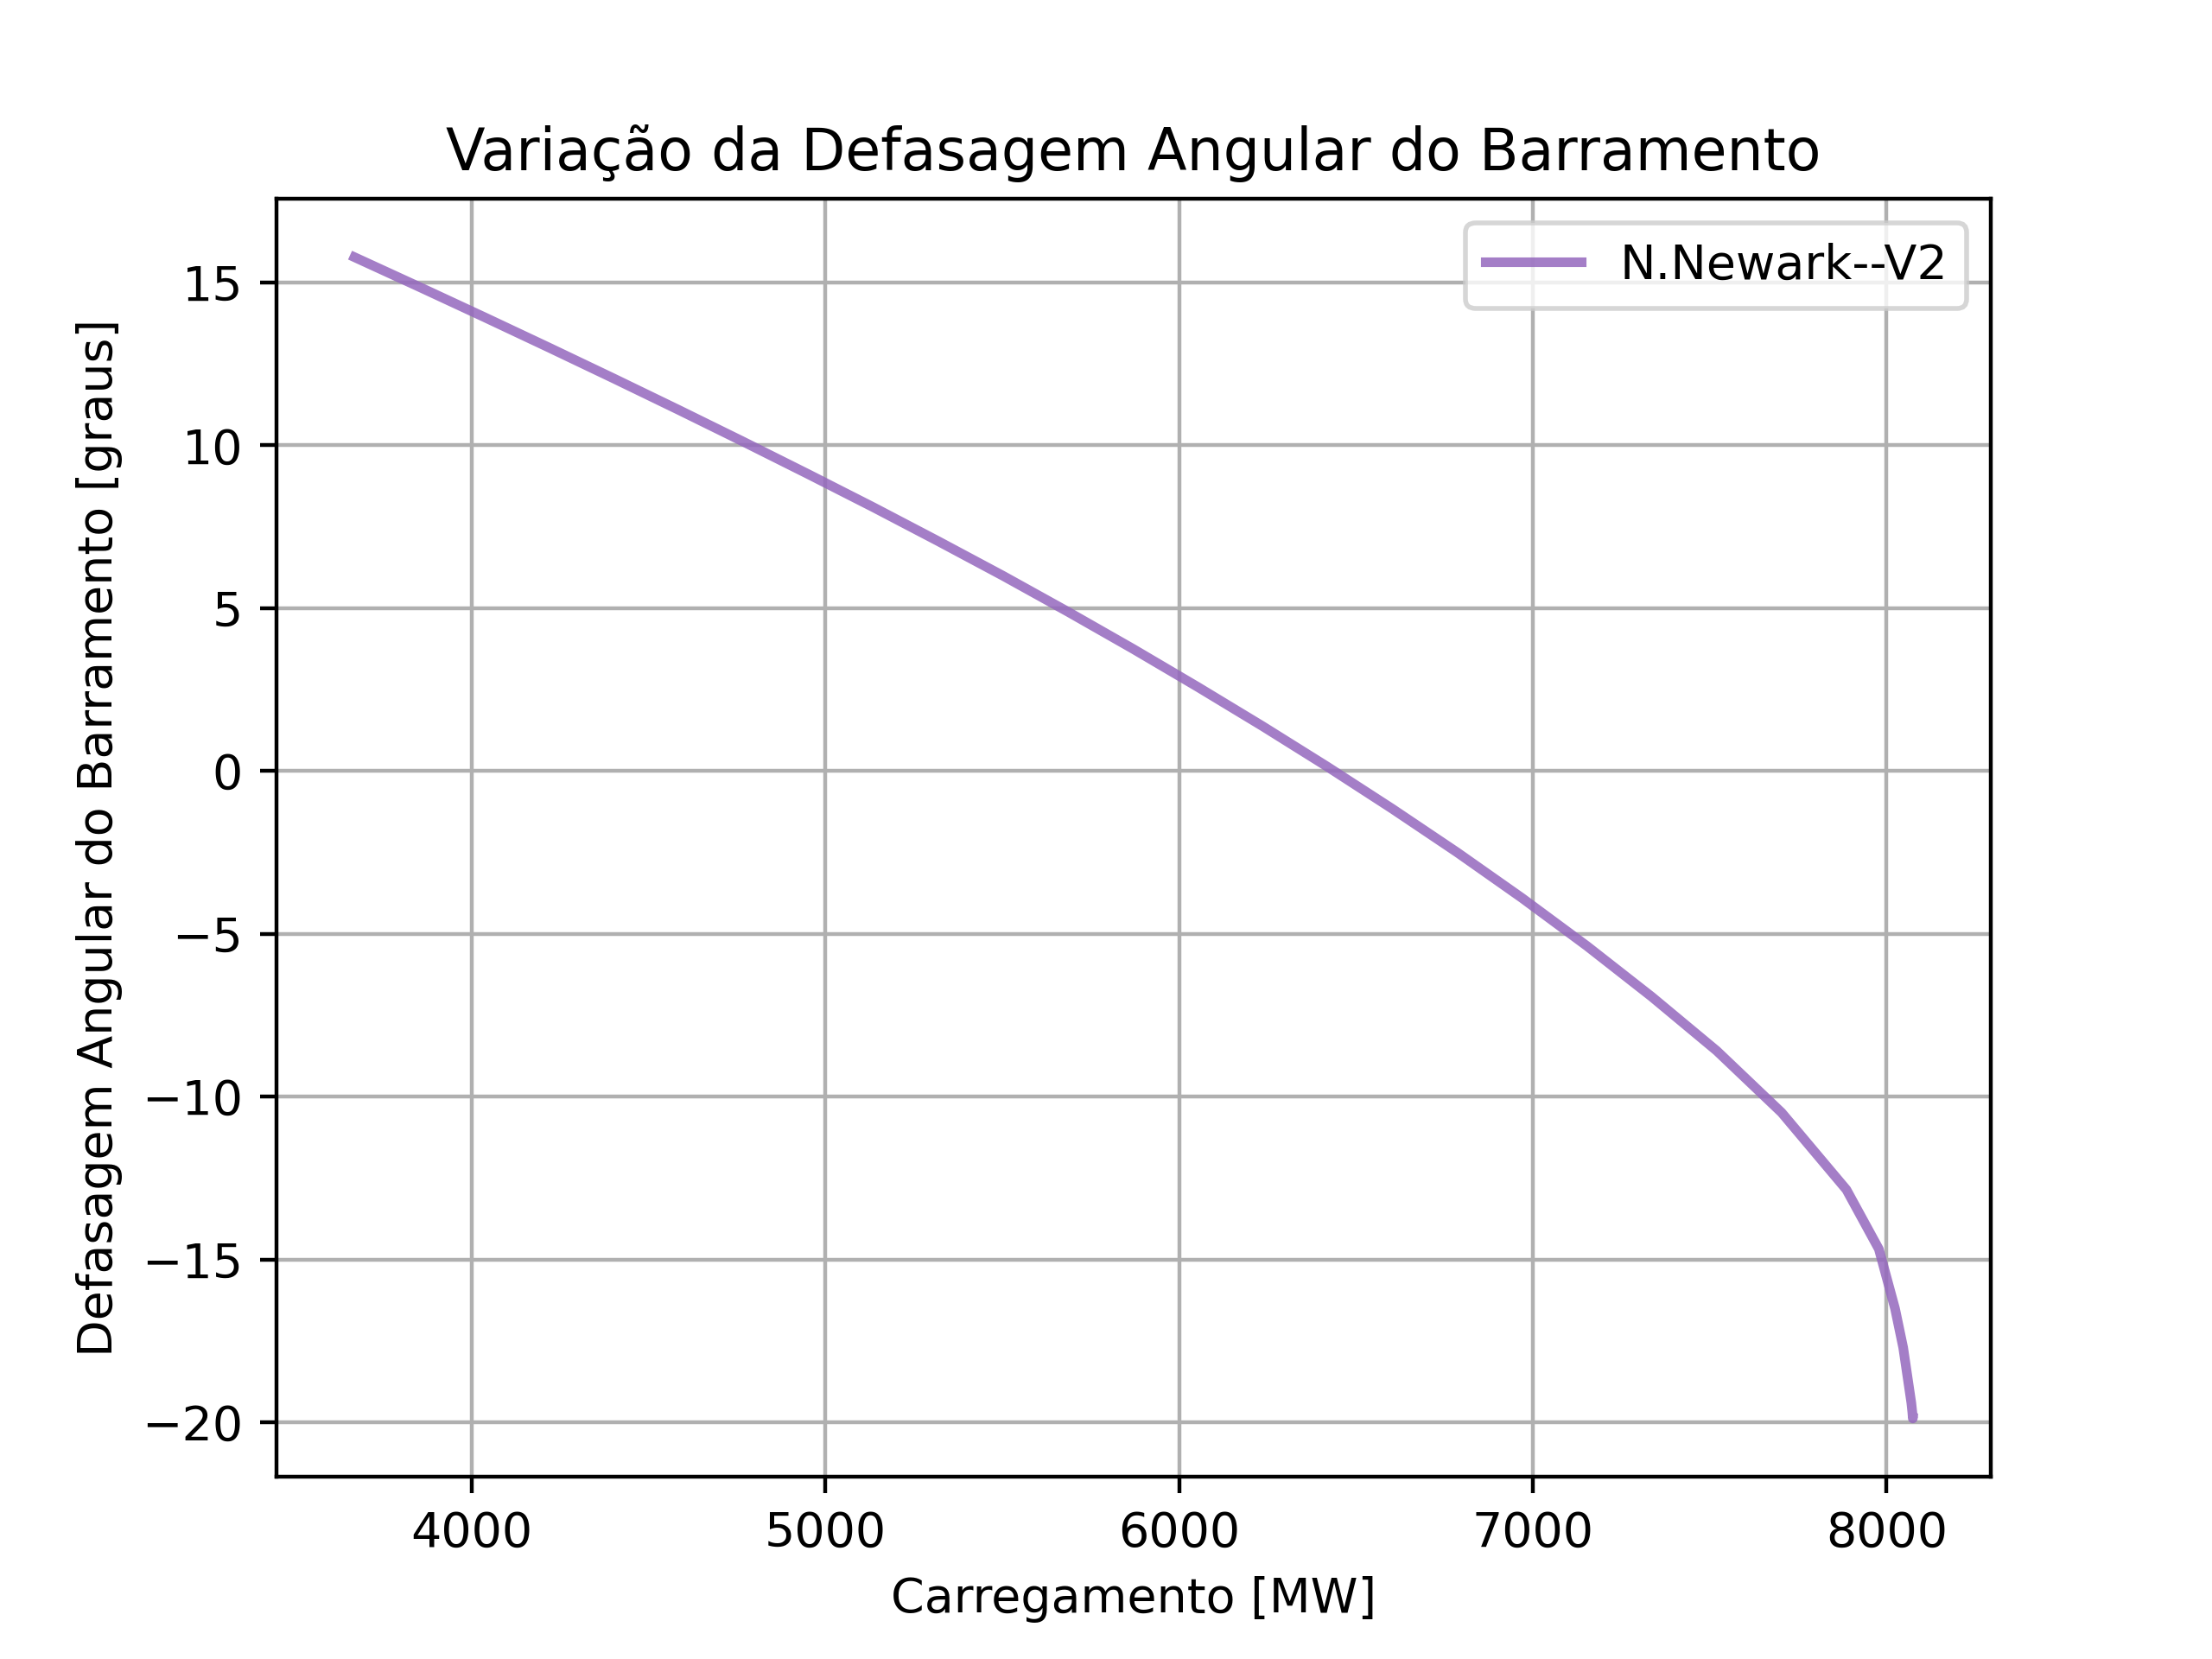 Variação da Defasagem Angular do Barramento
N.Newark--V2
Defasagem Angular do Barramento [graus]
15
10
5
0
−5
−10
−15
−20
4000 5000 6000 7000 8000
Carregamento [MW]